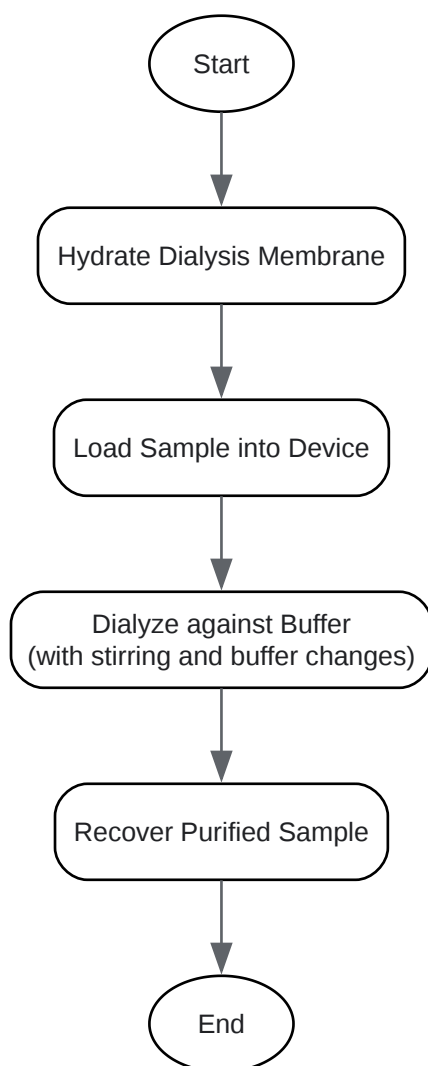 Start
Hydrate Dialysis Membrane
Load Sample into Device
Dialyze against Buffer
(with stirring and buffer changes)
Recover Purified Sample
End